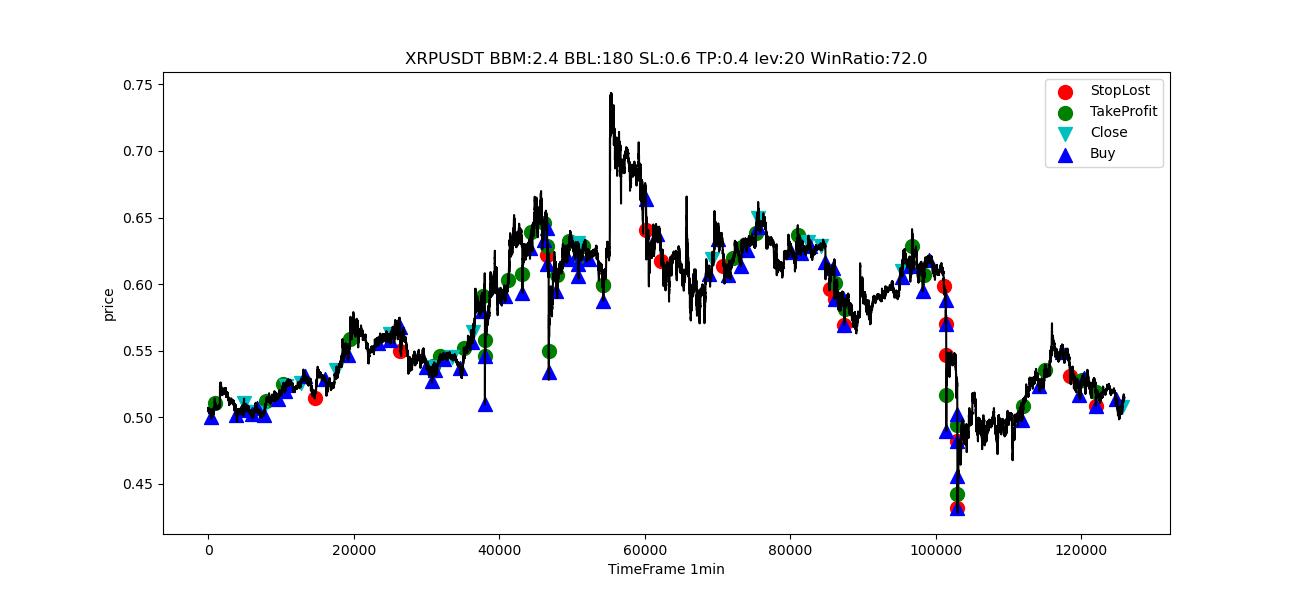 XRPUSDT BBM:2.4 BBL:180 SL:0.6 TP:0.4 lev:20 WinRatio:72.0
StopLost
TakeProfit
Close
Buy
price
0.75
0.70
0.65
0.60
0.55
0.50
0.45
0 20000 40000 60000 80000 100000 120000
TimeFrame 1min